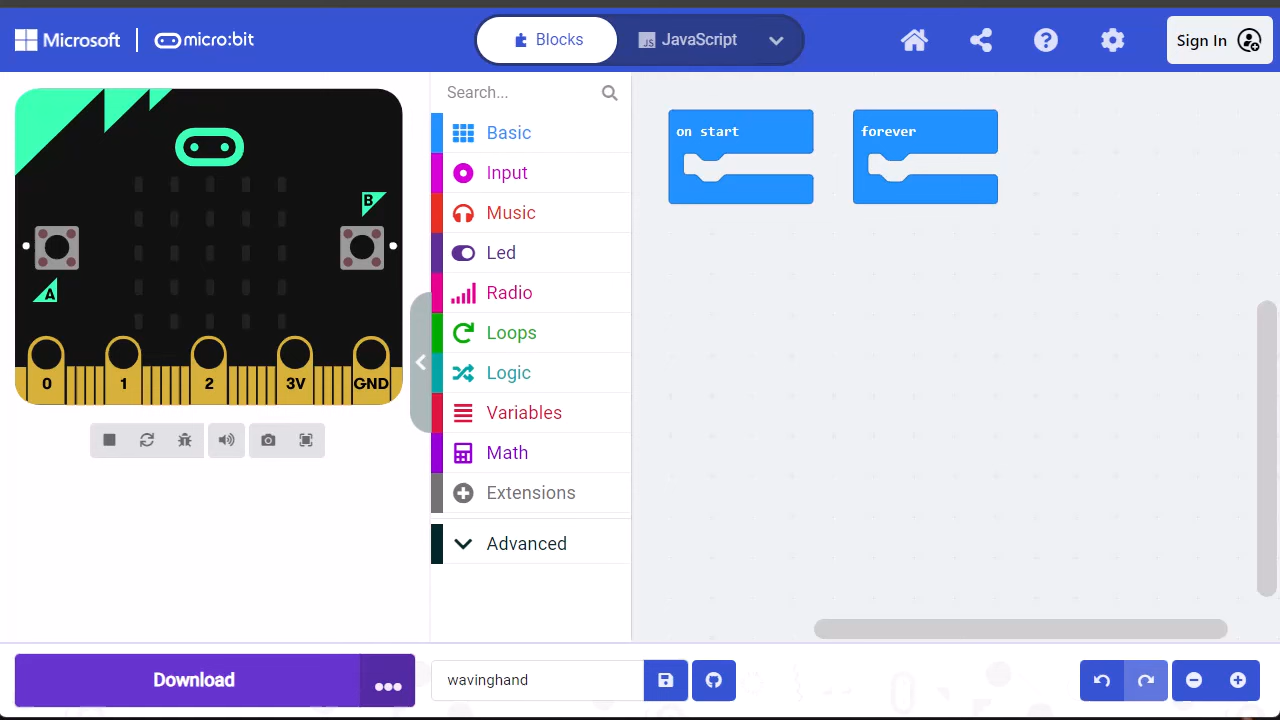 Microsoft
micro:bit
Blocks
JS JavaScript
Sign In
Search...
Basic
Input
Music
Led
Radio
Loops
Logic
Variables
Math
Extensions
Advanced
on start
forever
B
A
0 1 2 3V GND
Download
wavinghand